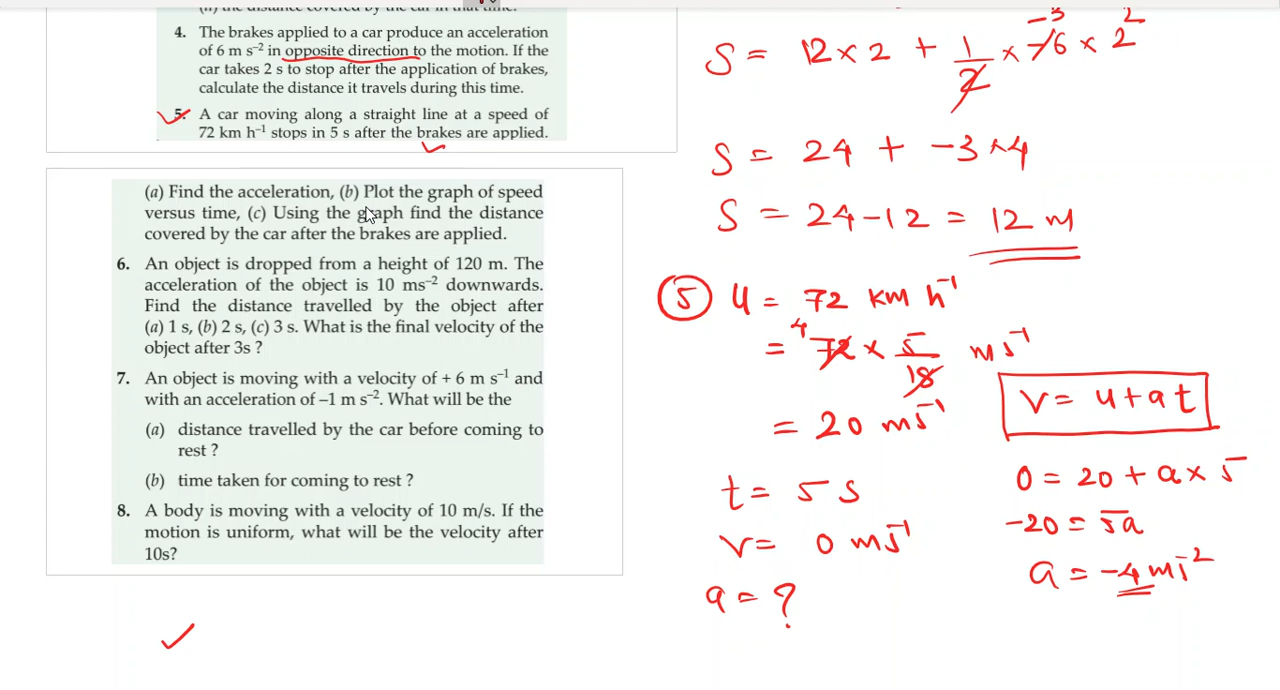 4. The brakes applied to a car produce an acceleration
of 6 m s⁻² in opposite direction to the motion. If the
car takes 2 s to stop after the application of brakes,
calculate the distance it travels during this time.
5. A car moving along a straight line at a speed of
72 km h⁻¹ stops in 5 s after the brakes are applied.
(a) Find the acceleration, (b) Plot the graph of speed
versus time, (c) Using the graph find the distance
covered by the car after the brakes are applied.
6. An object is dropped from a height of 120 m. The
acceleration of the object is 10 ms⁻² downwards.
Find the distance travelled by the object after
(a) 1 s, (b) 2 s, (c) 3 s. What is the final velocity of the
object after 3s ?
7. An object is moving with a velocity of + 6 m s⁻¹ and
with an acceleration of –1 m s⁻². What will be the
(a) distance travelled by the car before coming to
rest ?
(b) time taken for coming to rest ?
8. A body is moving with a velocity of 10 m/s. If the
motion is uniform, what will be the velocity after
10s?
S = 12 × 2 + 1/2 × -6 × 2²
-3
S = 24 + -3 × 4
S = 24 - 12 = 12 m
5 u = 72 km h⁻¹
= 72 × 5/18 ms⁻¹
4
= 20 ms⁻¹
t = 5 s
v = 0 ms⁻¹
a = ?
v = u + at
0 = 20 + a × 5
-20 = 5a
a = -4 ms⁻²